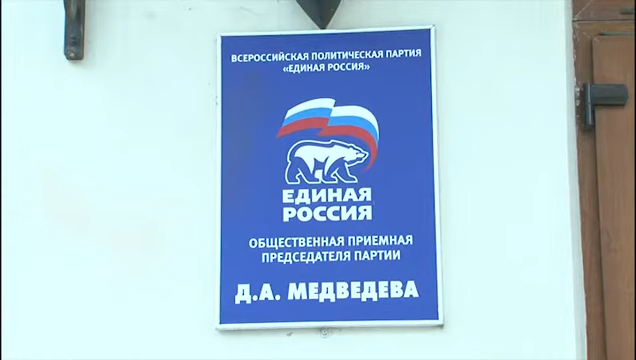 ВСЕРОССИЙСКАЯ ПОЛИТИЧЕСКАЯ ПАРТИЯ
«ЕДИНАЯ РОССИЯ»
ЕДИНАЯ
РОССИЯ
ОБЩЕСТВЕННАЯ ПРИЕМНАЯ
ПРЕДСЕДАТЕЛЯ ПАРТИИ
Д.А. МЕДВЕДЕВА